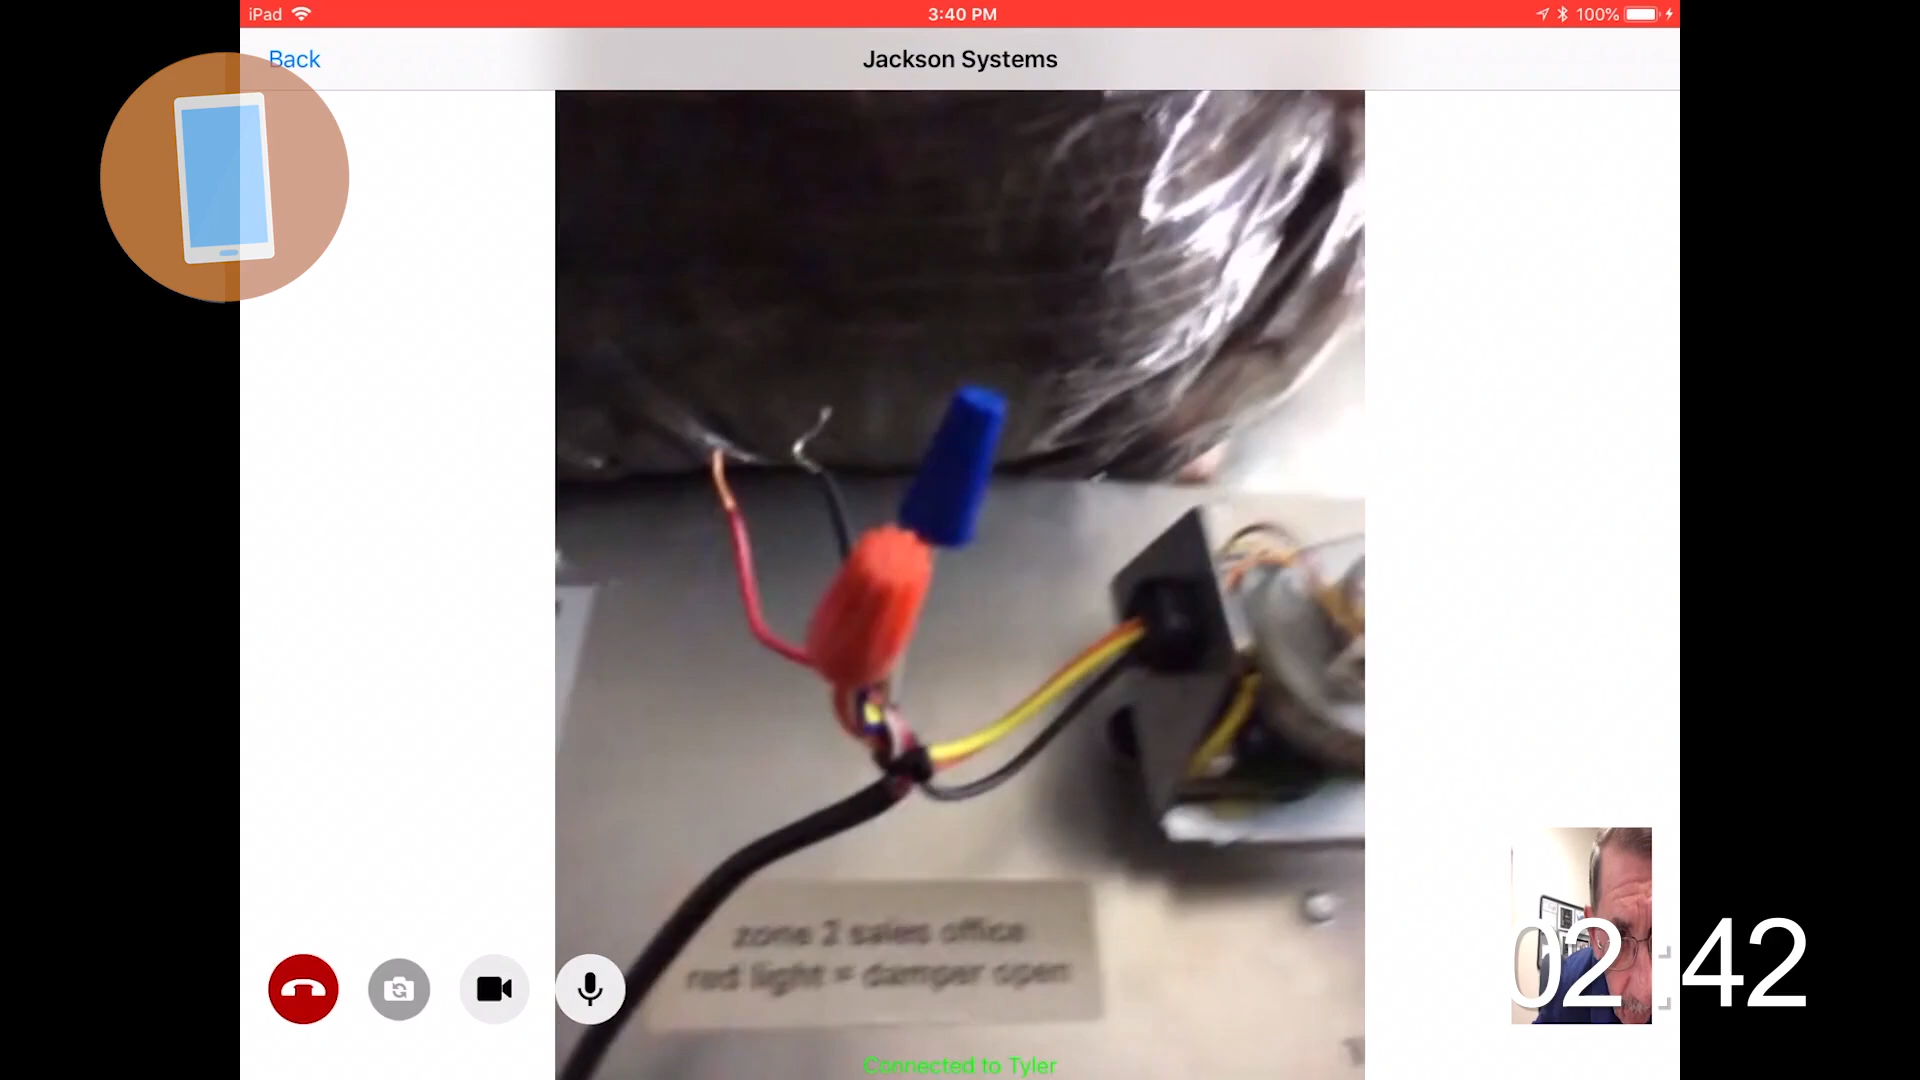 iPad
3:40 PM
100%
Back
Jackson Systems
zone 2 sales office
red light = damper open
02:42
Connected to Tyler